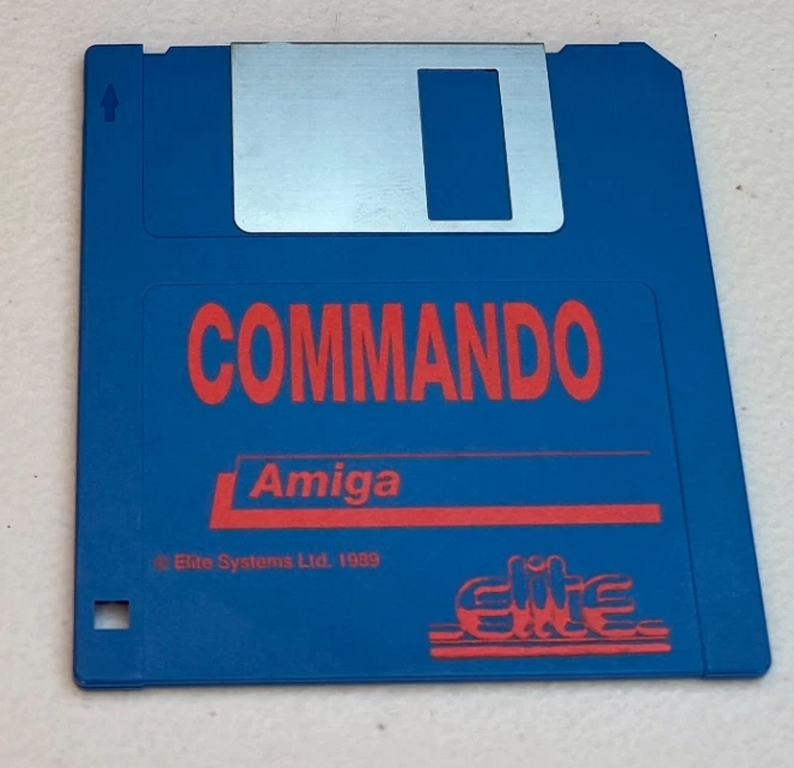 COMMANDO
Amiga
© Elite Systems Ltd. 1989
elite